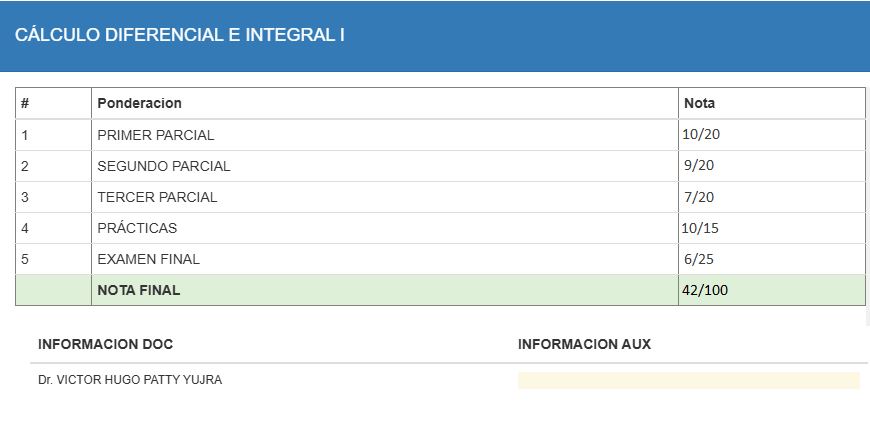 CÁLCULO DIFERENCIAL E INTEGRAL I
# Ponderacion Nota
1 PRIMER PARCIAL 10/20
2 SEGUNDO PARCIAL 9/20
3 TERCER PARCIAL 7/20
4 PRÁCTICAS 10/15
5 EXAMEN FINAL 6/25
NOTA FINAL 42/100
INFORMACION DOC INFORMACION AUX
Dr. VICTOR HUGO PATTY YUJRA